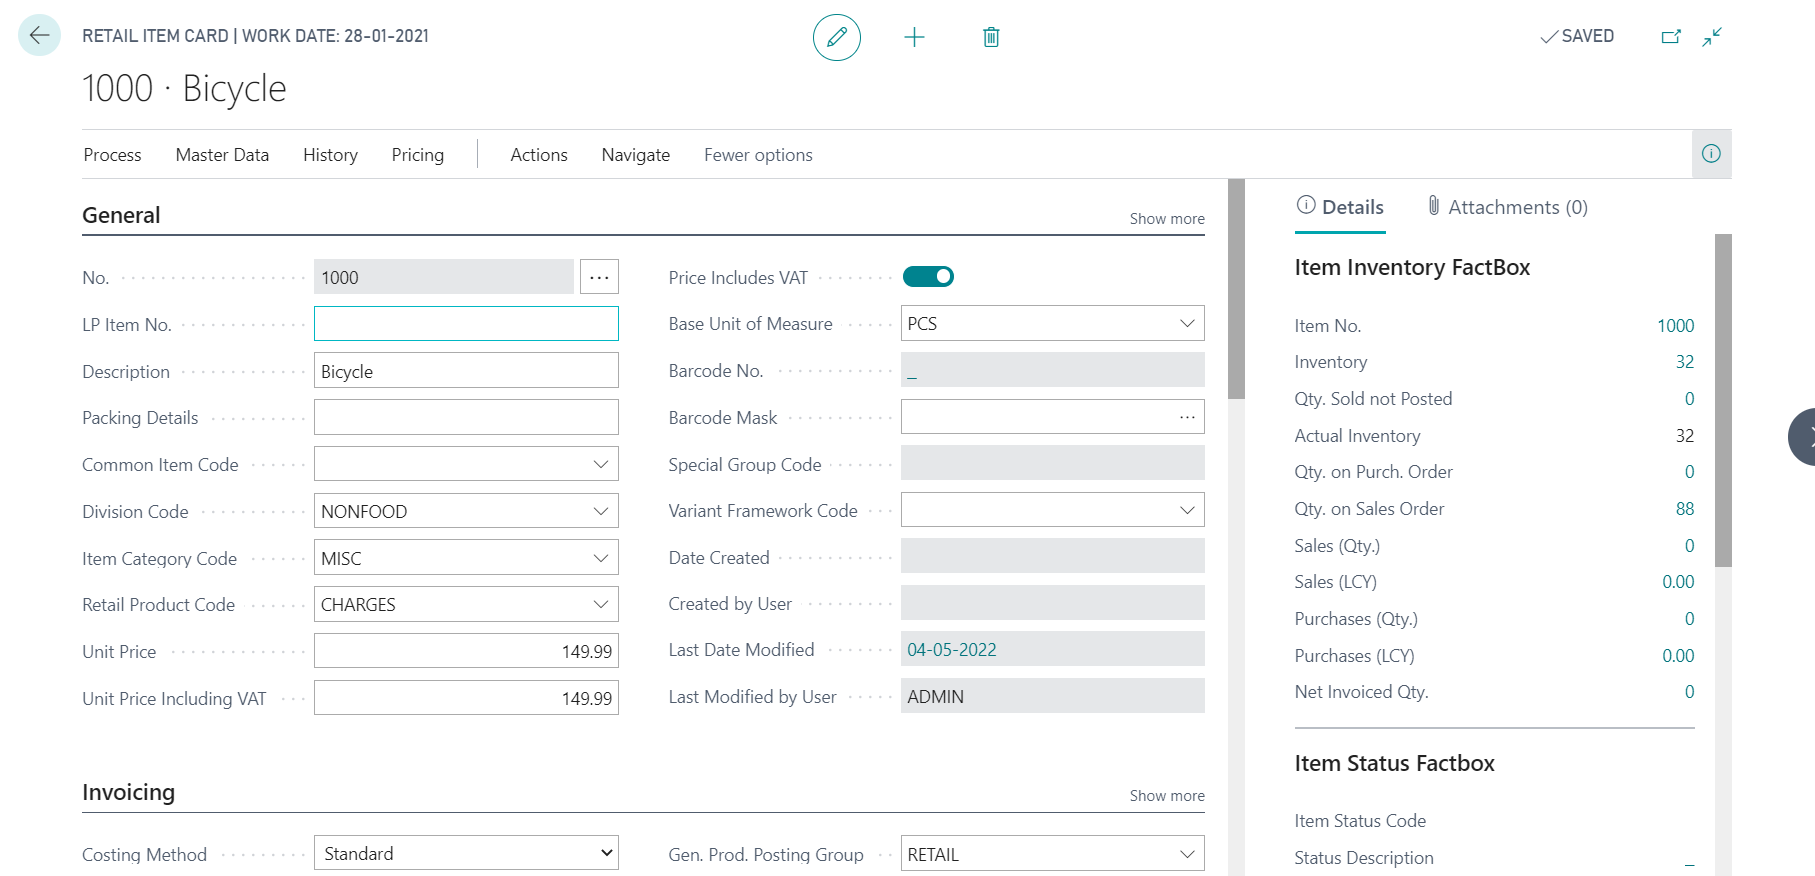 RETAIL ITEM CARD | WORK DATE: 28-01-2021
SAVED
1000 · Bicycle
Process Master Data History Pricing Actions Navigate Fewer options
General
Show more
No. 1000 ...
LP Item No.
Description Bicycle
Packing Details
Common Item Code
Division Code NONFOOD
Item Category Code MISC
Retail Product Code CHARGES
Unit Price 149.99
Unit Price Including VAT 149.99
Price Includes VAT
Base Unit of Measure PCS
Barcode No. _
Barcode Mask ...
Special Group Code
Variant Framework Code
Date Created
Created by User
Last Date Modified 04-05-2022
Last Modified by User ADMIN
Invoicing
Show more
Costing Method Standard
Gen. Prod. Posting Group RETAIL
Details Attachments (0)
Item Inventory FactBox
Item No. 1000
Inventory 32
Qty. Sold not Posted 0
Actual Inventory 32
Qty. on Purch. Order 0
Qty. on Sales Order 88
Sales (Qty.) 0
Sales (LCY) 0.00
Purchases (Qty.) 0
Purchases (LCY) 0.00
Net Invoiced Qty. 0
Item Status Factbox
Item Status Code
Status Description _